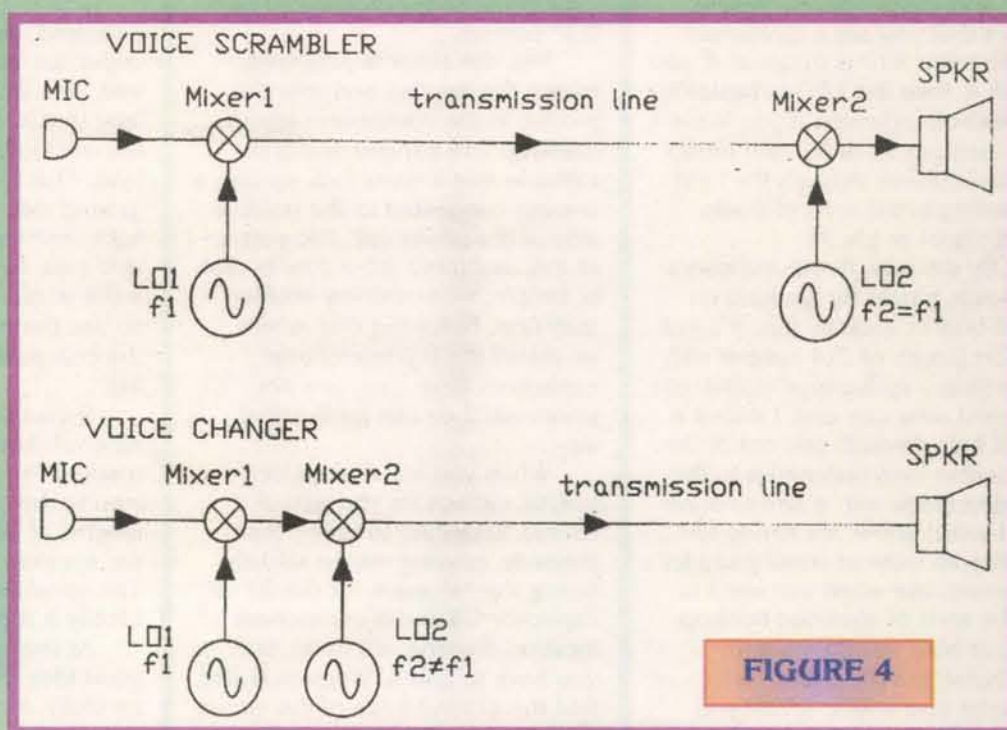 VOICE SCRAMBLER
MIC
Mixer1
transmission line
Mixer2
SPKR
LO1
f1
LO2
f2=f1
VOICE CHANGER
MIC
Mixer1
Mixer2
transmission line
SPKR
LO1
f1
LO2
f2≠f1
FIGURE 4